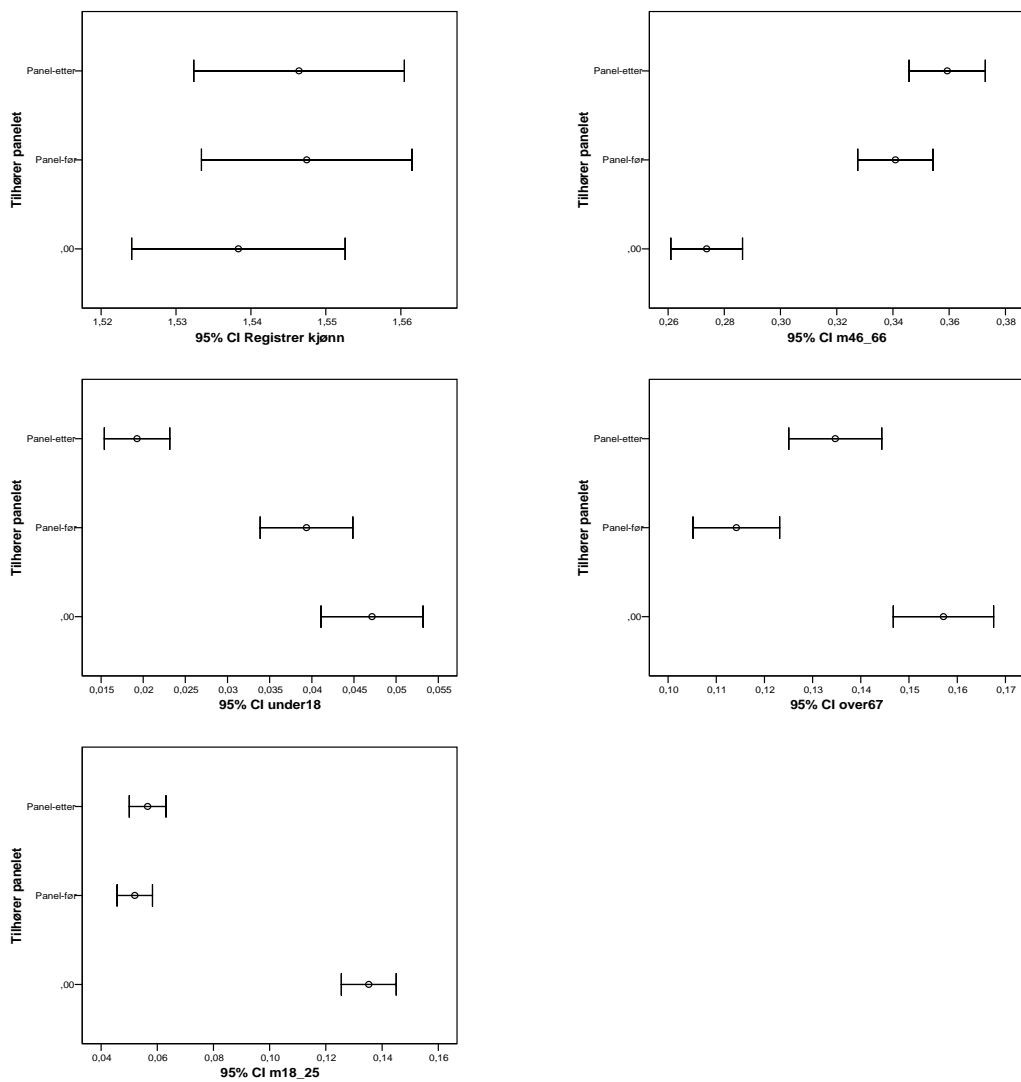 Tilhører panelet
Panel-etter
Panel-før
,00
1,52 1,53 1,54 1,55 1,56
95% CI Registrer kjønn
Tilhører panelet
Panel-etter
Panel-før
,00
0,26 0,28 0,30 0,32 0,34 0,36 0,38
95% CI m46_66
Tilhører panelet
Panel-etter
Panel-før
,00
0,015 0,02 0,025 0,03 0,035 0,04 0,045 0,05 0,055
95% CI under18
Tilhører panelet
Panel-etter
Panel-før
,00
0,10 0,11 0,12 0,13 0,14 0,15 0,16 0,17
95% CI over67
Tilhører panelet
Panel-etter
Panel-før
,00
0,04 0,06 0,08 0,10 0,12 0,14 0,16
95% CI m18_25